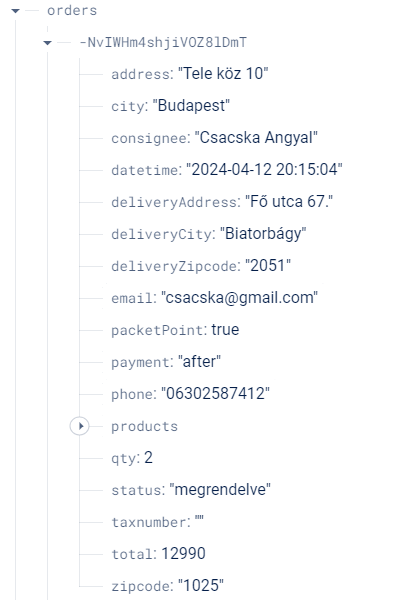 orders
-NvIWHm4shjiVOZ8lDmT
address: "Tele köz 10"
city: "Budapest"
consignee: "Csacska Angyal"
datetime: "2024-04-12 20:15:04"
deliveryAddress: "Fő utca 67."
deliveryCity: "Biatorbágy"
deliveryZipcode: "2051"
email: "csacska@gmail.com"
packetPoint: true
payment: "after"
phone: "06302587412"
products
qty: 2
status: "megrendelve"
taxnumber: ""
total: 12990
zipcode: "1025"